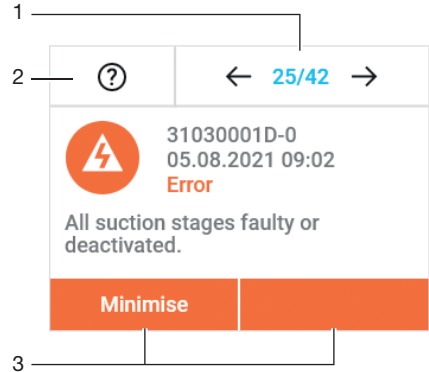 1
2
? ← 25/42 →
31030001D-0
05.08.2021 09:02
Error
All suction stages faulty or
deactivated.
Minimise
3